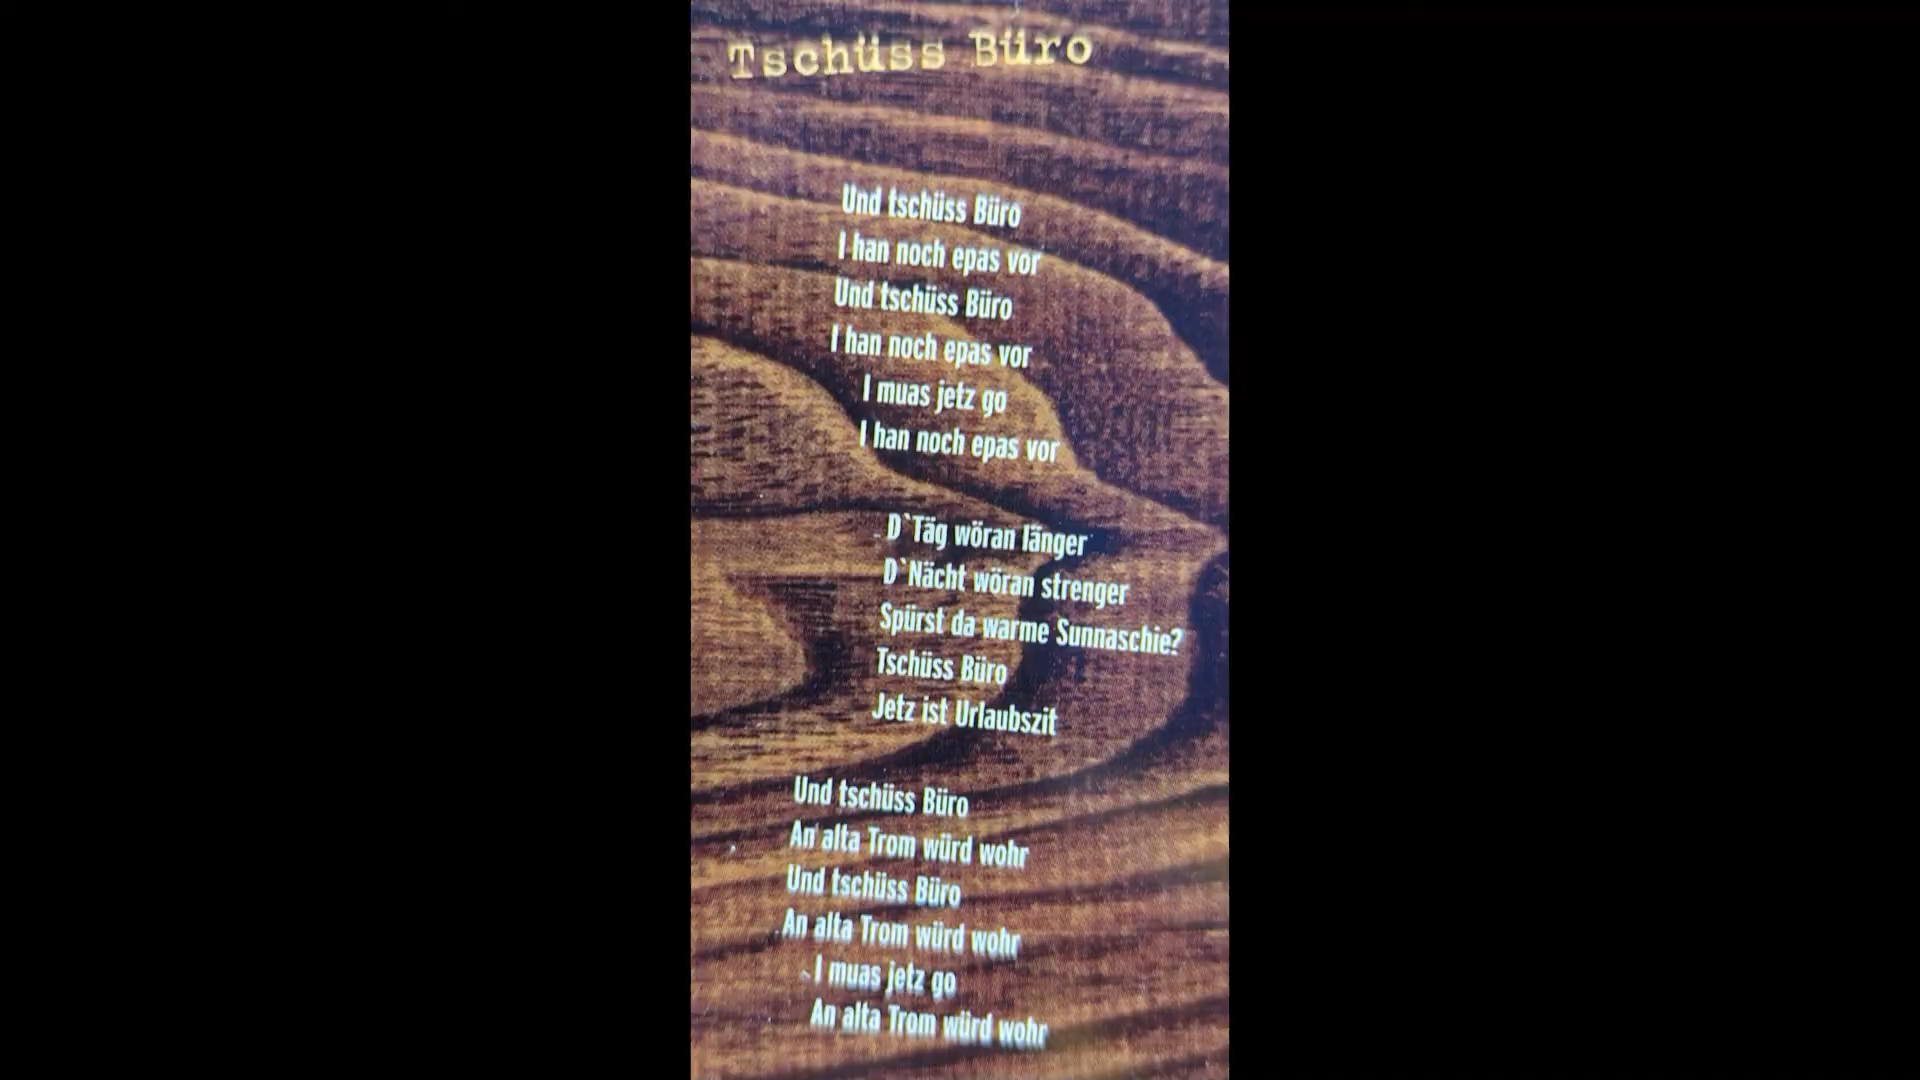 Tschüss Büro
Und tschüss Büro
I han noch epas vor
Und tschüss Büro
I han noch epas vor
I muas jetz go
I han noch epas vor
D`Täg wöran länger
D`Nächt wöran strenger
Spürst da warme Sunnaschie?
Tschüss Büro
Jetz ist Urlaubszit
Und tschüss Büro
An alta Trom würd wohr
Und tschüss Büro
An alta Trom würd wohr
I muas jetz go
An alta Trom würd wohr